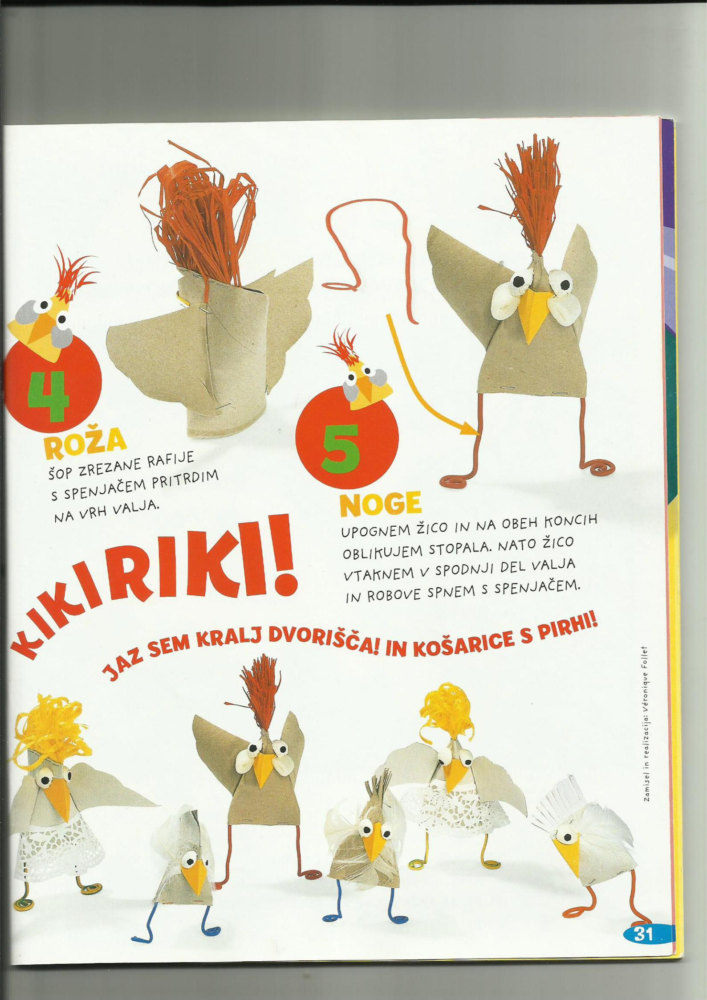 4
ROŽA
ŠOP ZREZANE RAFIJE
S SPENJAČEM PRITRDIM
NA VRH VALJA.
5
NOGE
UPOGNEM ŽICO IN NA OBEH KONCIH
OBLIKUJEM STOPALA. NATO ŽICO
VTAKNEM V SPODNJI DEL VALJA
IN ROBOVE SPNEM S SPENJAČEM.
KIKIRIKI!
JAZ SEM KRALJ DVORIŠČA! IN KOŠARICE S PIRHI!
Zamisel in realizacija: Véronique Follet
31